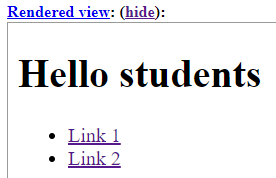 Rendered view: (hide):
Hello students
Link 1
Link 2